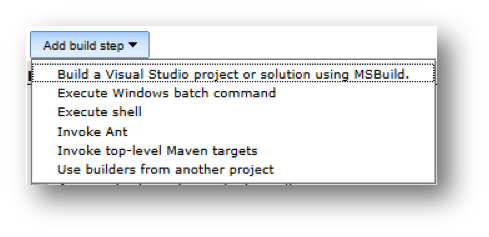 Add build step
Build a Visual Studio project or solution using MSBuild.
Execute Windows batch command
Execute shell
Invoke Ant
Invoke top-level Maven targets
Use builders from another project